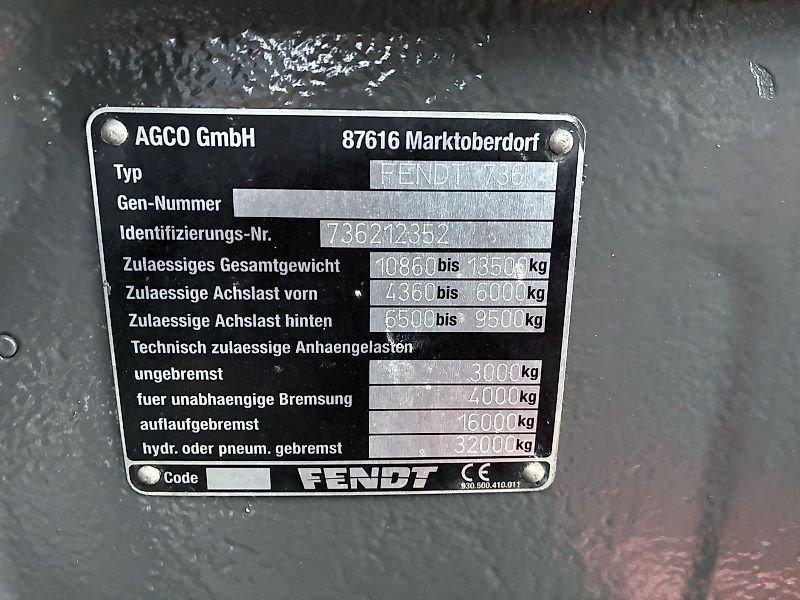 AGCO GmbH 87616 Marktoberdorf
Typ FENDT 736
Gen-Nummer
Identifizierungs-Nr. 736212352
Zulaessiges Gesamtgewicht 10860 bis 13500 kg
Zulaessige Achslast vorn 4360 bis 6000 kg
Zulaessige Achslast hinten 6500 bis 9500 kg
Technisch zulaessige Anhaengelasten
ungebremst 3000 kg
fuer unabhaengige Bremsung 4000 kg
auflaufgebremst 16000 kg
hydr. oder pneum. gebremst 32000 kg
Code FENDT CE
930.500.410.011